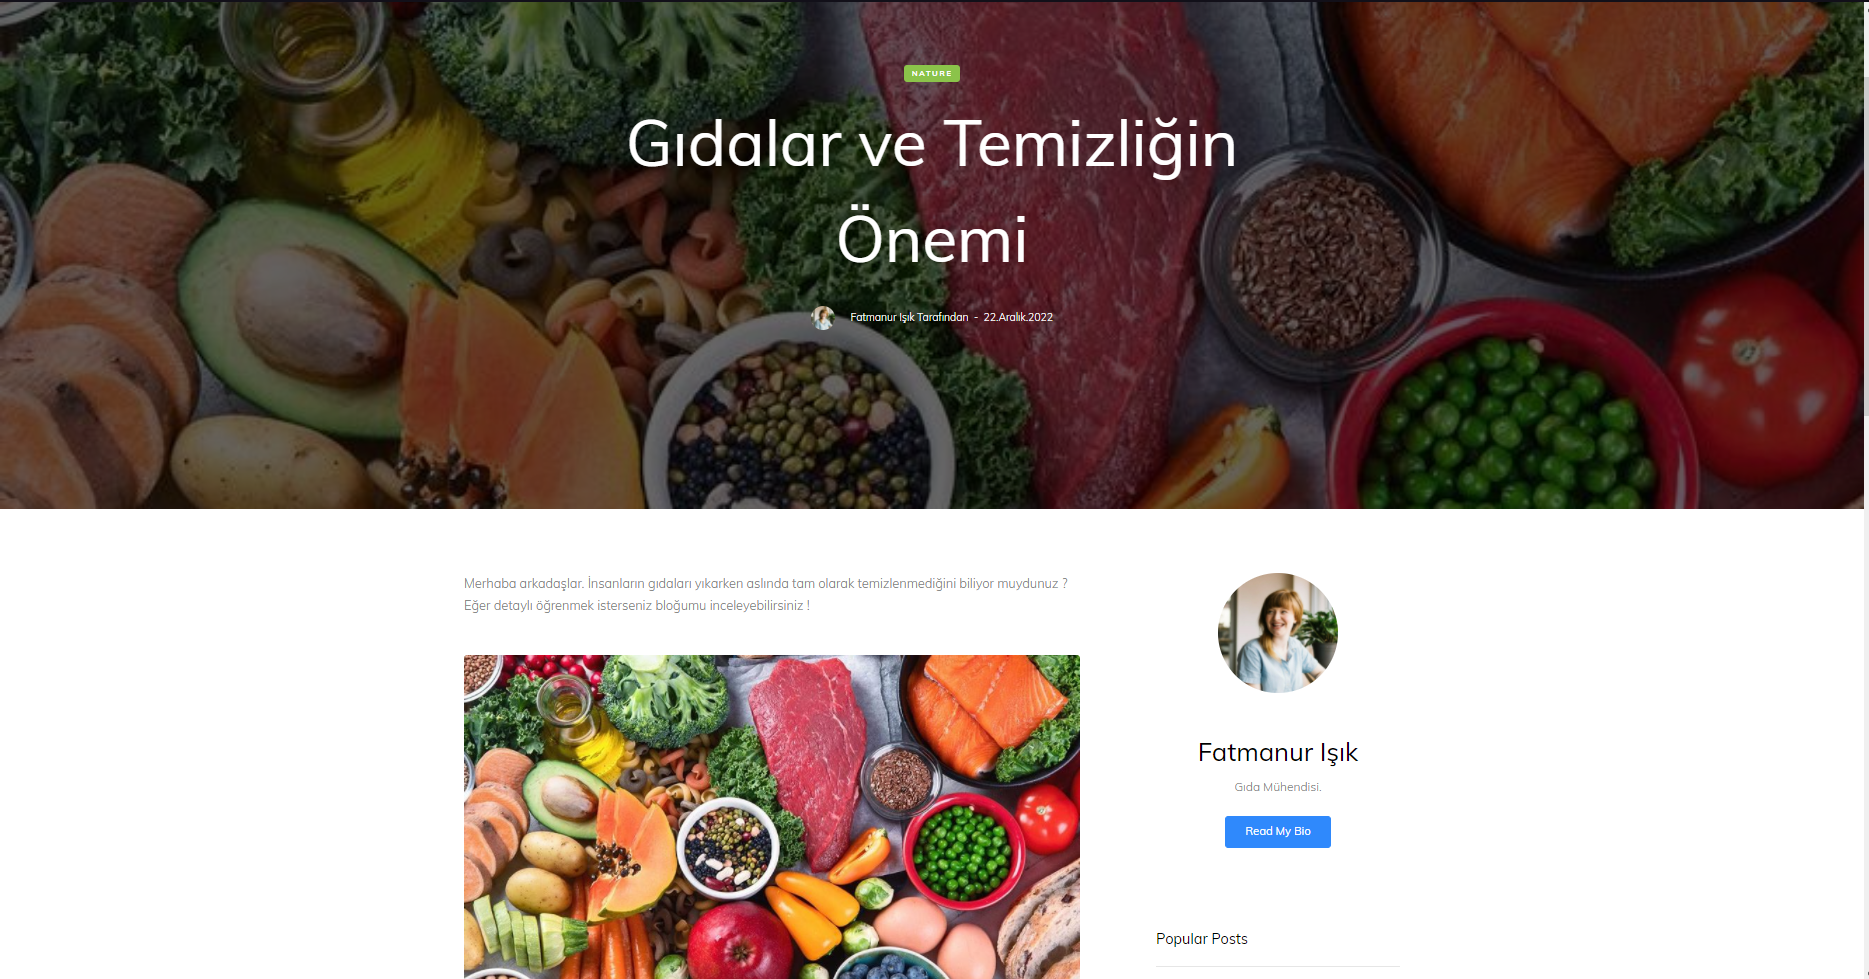 NATURE
Gıdalar ve Temizliğin
Önemi
Fatmanur Işık Tarafından - 22.Aralık.2022
Merhaba arkadaşlar. İnsanların gıdaları yıkarken aslında tam olarak temizlenmediğini biliyor muydunuz ?
Eğer detaylı öğrenmek isterseniz bloğumu inceleyebilirsiniz !
Fatmanur Işık
Gıda Mühendisi.
Read My Bio
Popular Posts